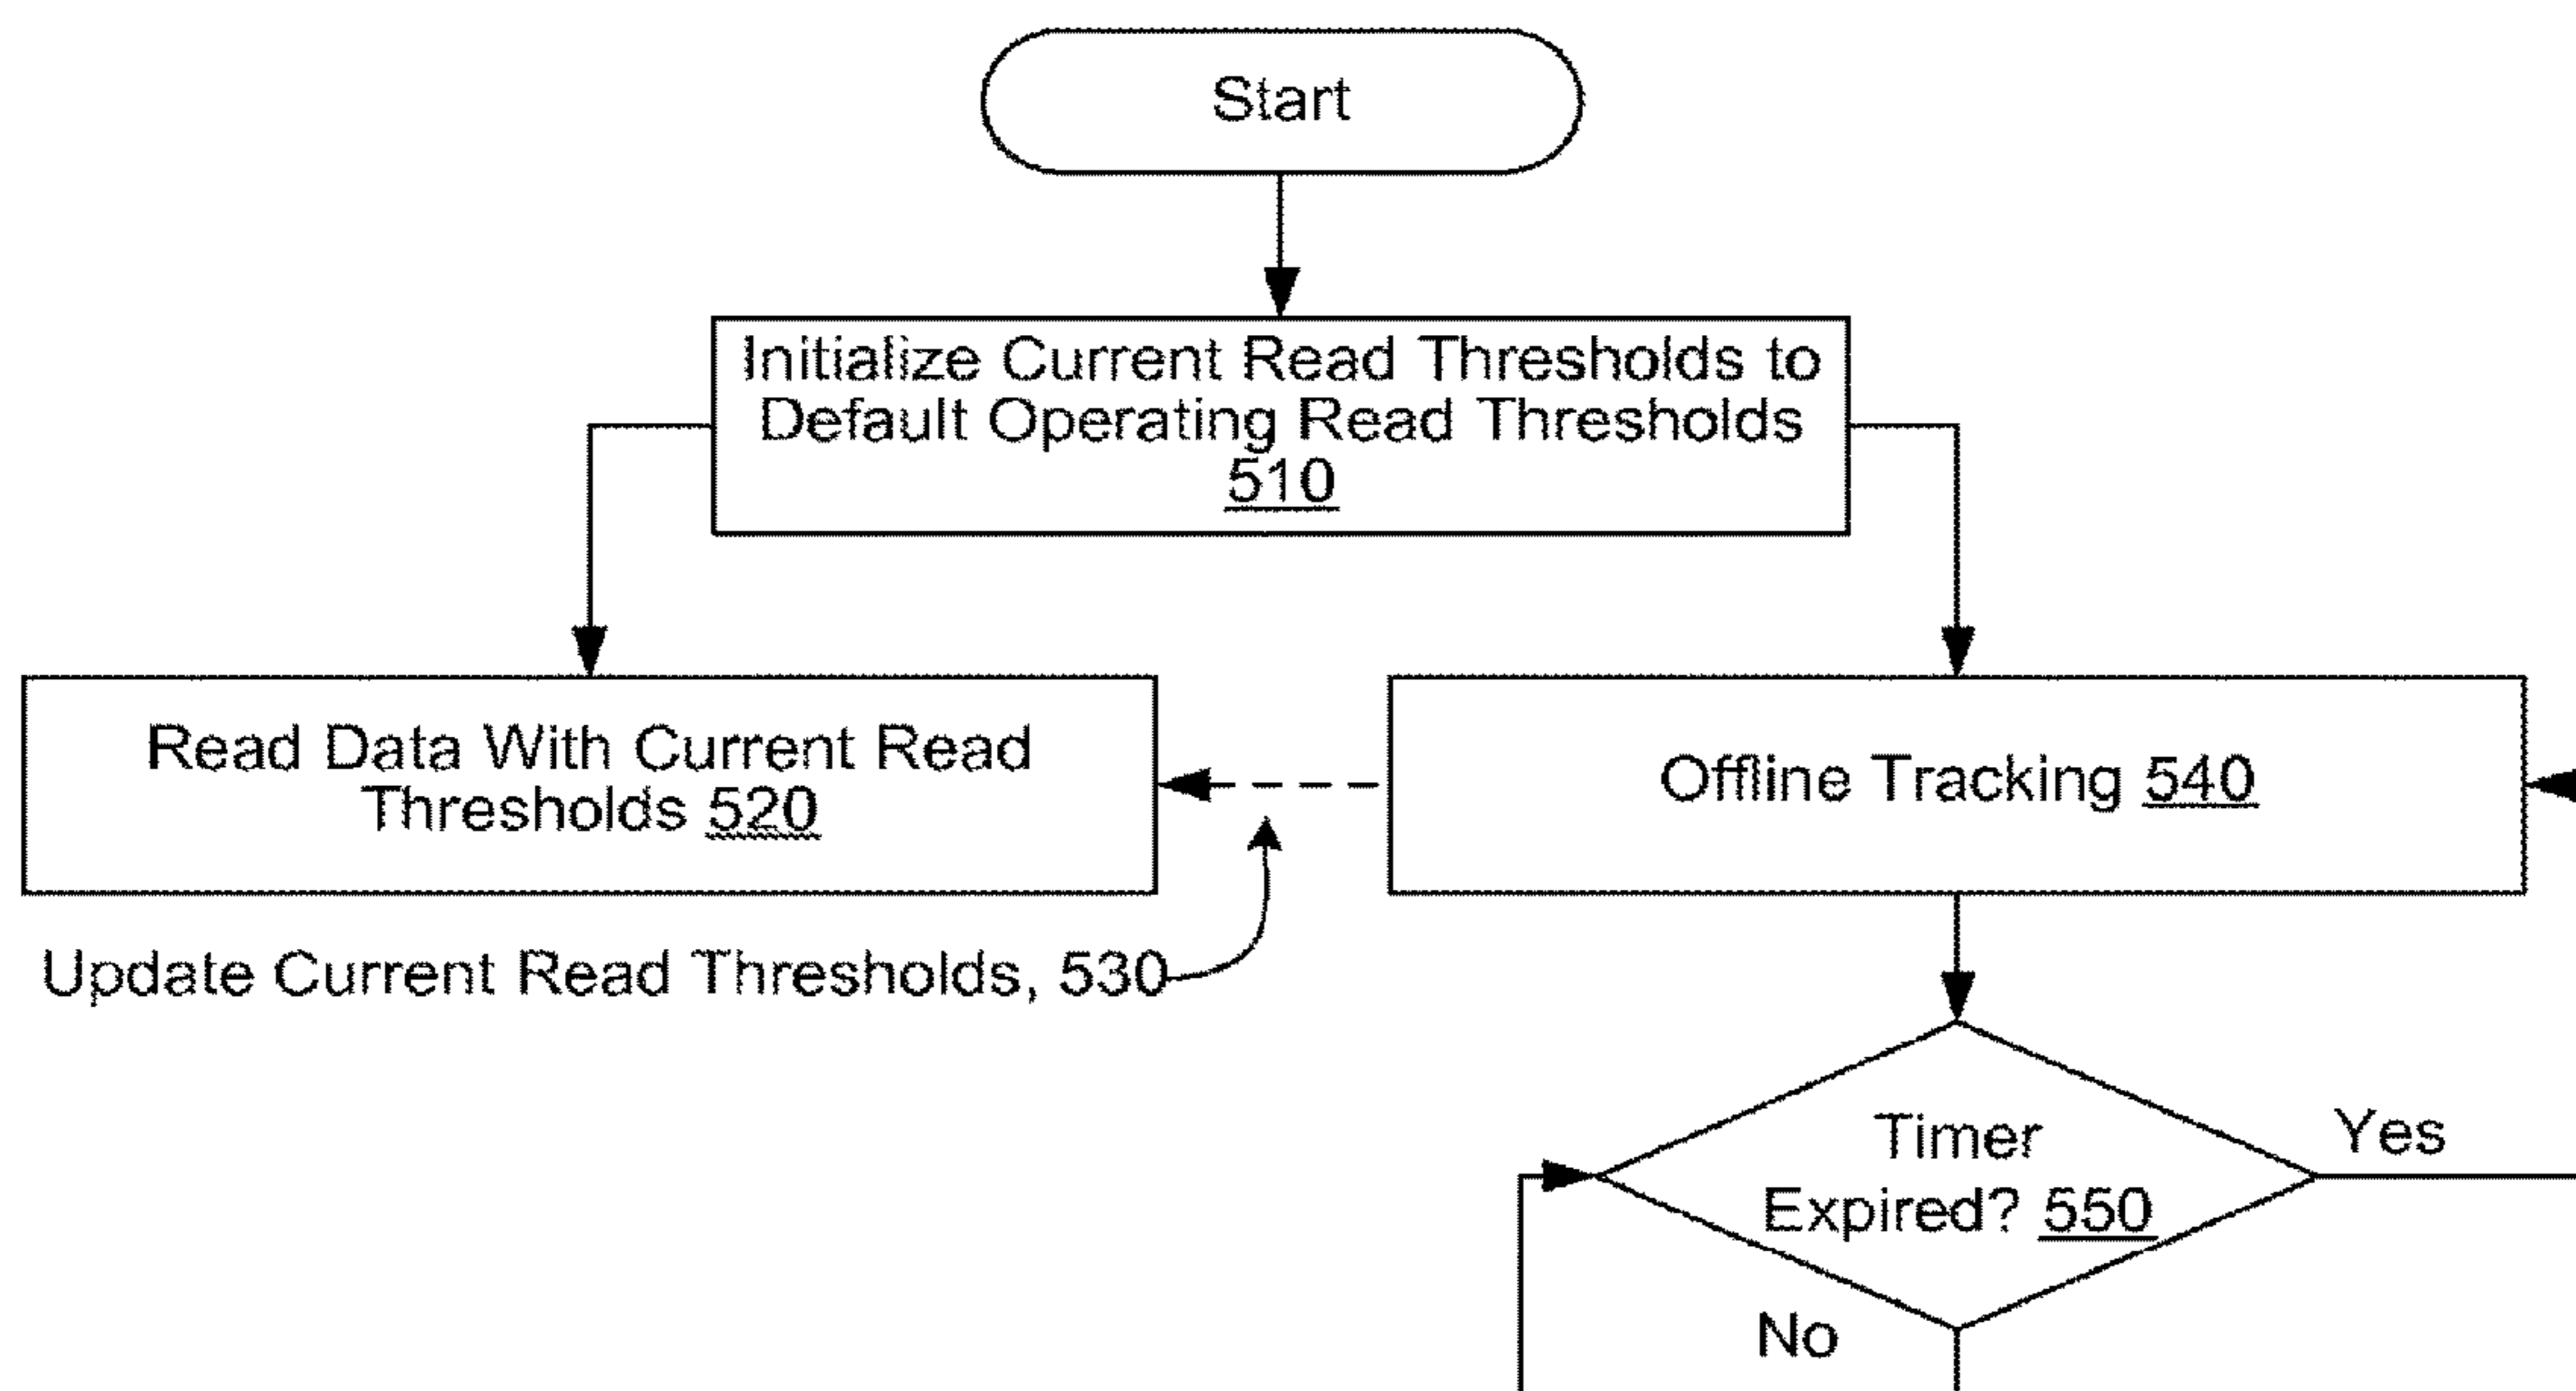 Start
Initialize Current Read Thresholds to
Default Operating Read Thresholds
510
Read Data With Current Read
Thresholds 520
Offline Tracking 540
Update Current Read Thresholds, 530
Timer
Expired? 550
Yes
No